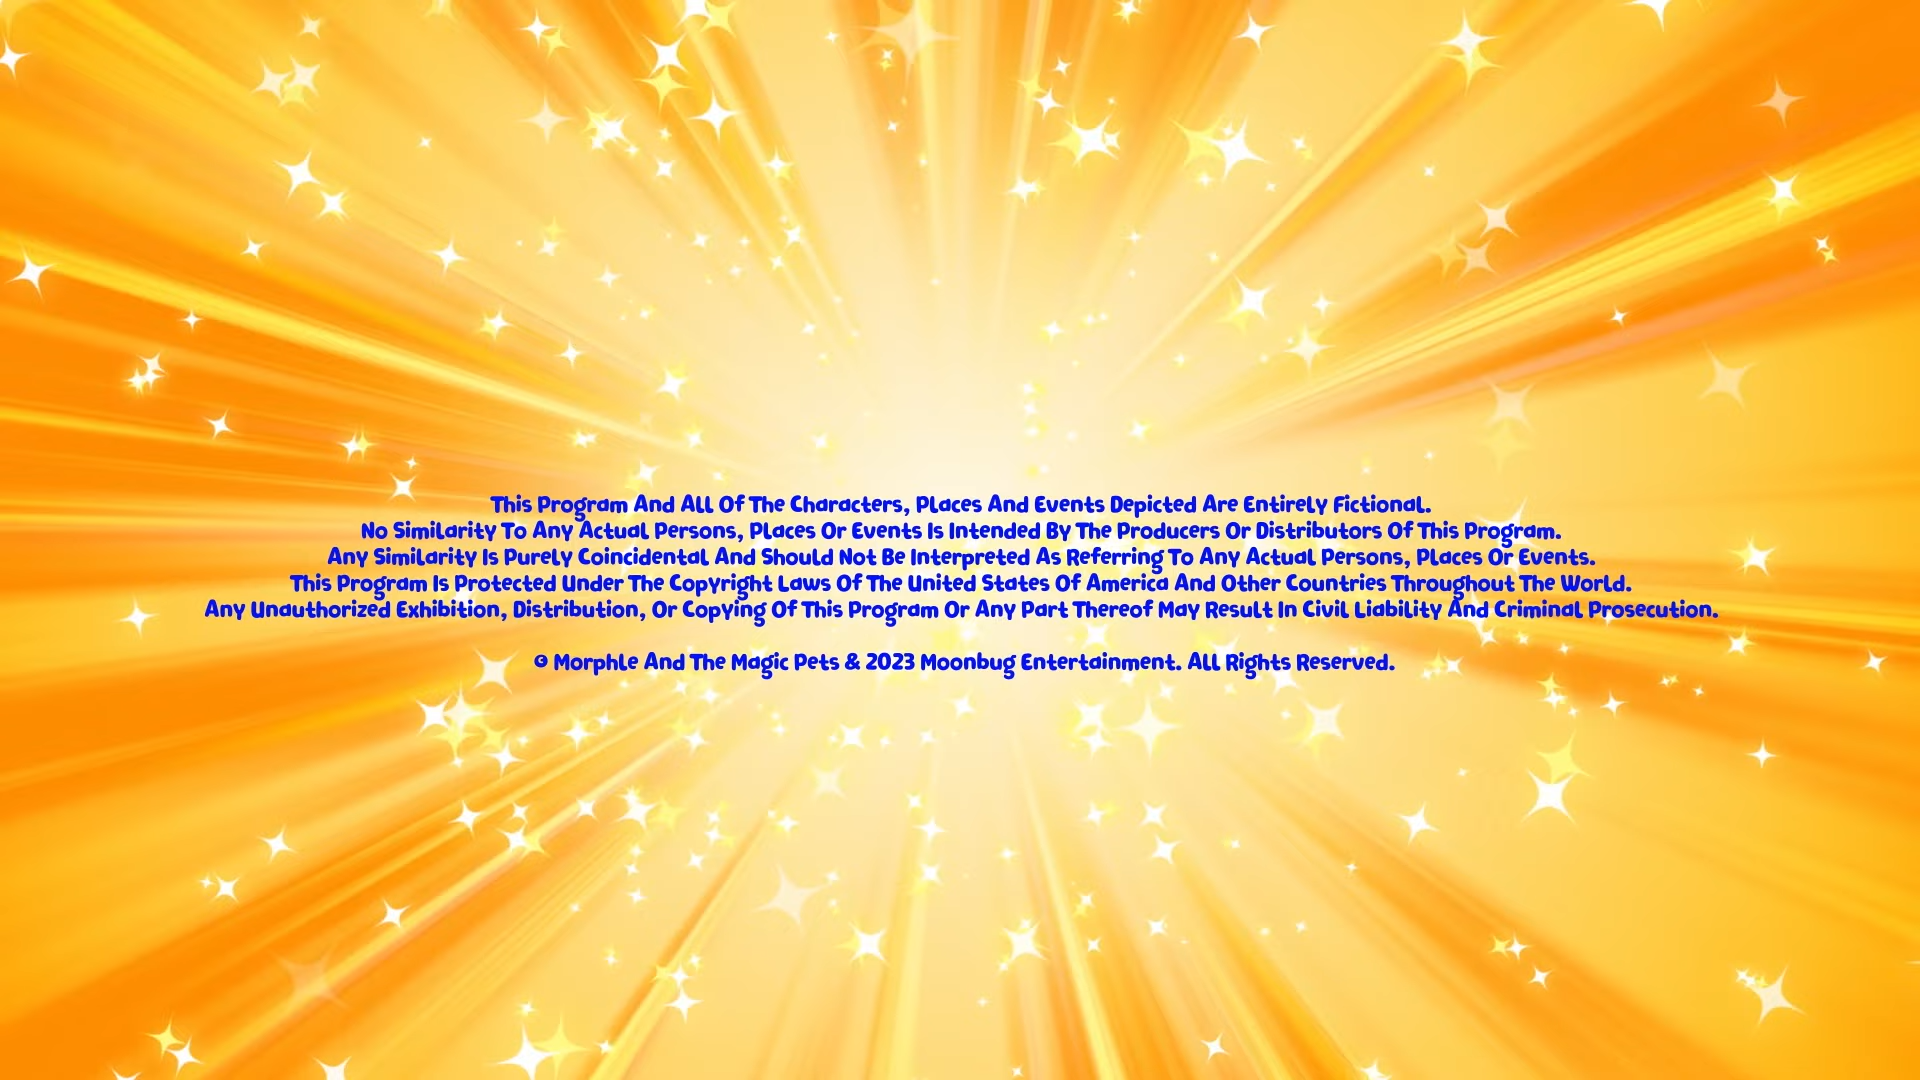 This Program And All Of The Characters, Places And Events Depicted Are Entirely Fictional.
No Similarity To Any Actual Persons, Places Or Events Is Intended By The Producers Or Distributors Of This Program.
Any Similarity Is Purely Coincidental And Should Not Be Interpreted As Referring To Any Actual Persons, Places Or Events.
This Program Is Protected Under The Copyright Laws Of The United States Of America And Other Countries Throughout The World.
Any Unauthorized Exhibition, Distribution, Or Copying Of This Program Or Any Part Thereof May Result In Civil Liability And Criminal Prosecution.
© Morphle And The Magic Pets & 2023 Moonbug Entertainment. All Rights Reserved.